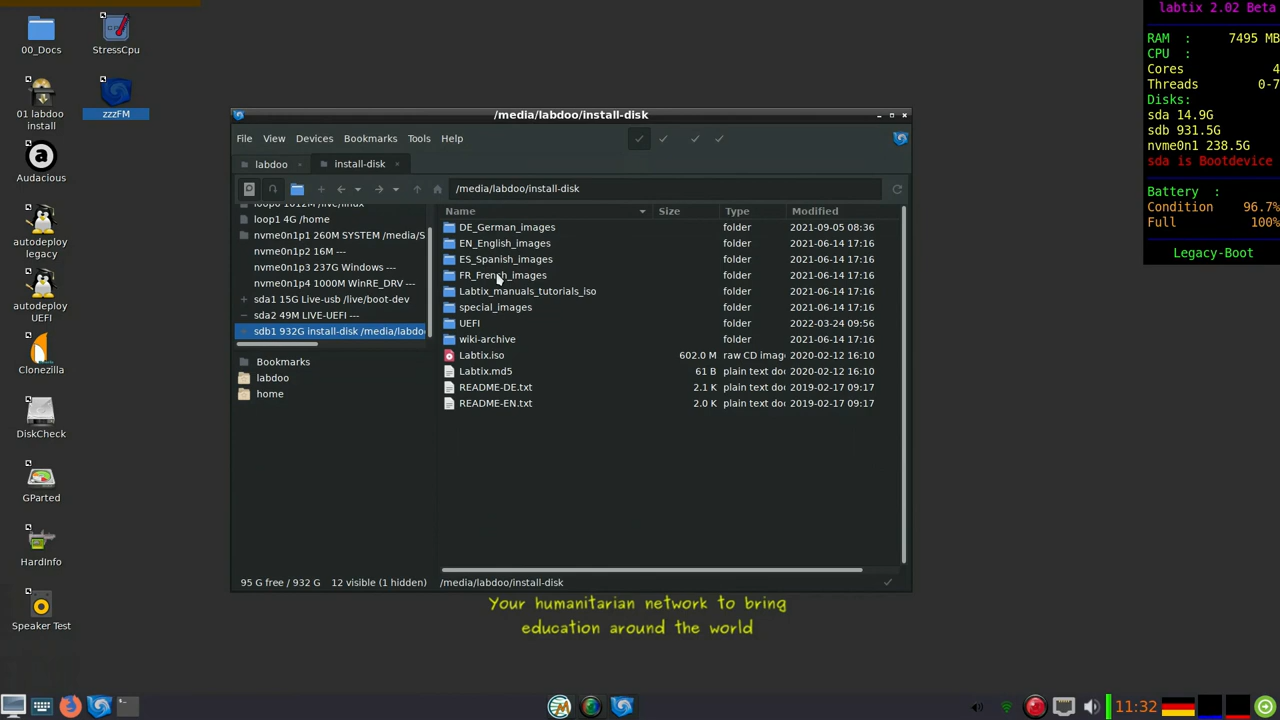 labtix 2.02 Beta
RAM : 7495 MB
CPU :
Cores 4
Threads 0-7
Disks:
sda 14.9G
sdb 931.5G
nvme0n1 238.5G
sda is Bootdevice
Battery :
Condition 96.7%
Full 100%
Legacy-Boot
00_Docs
StressCpu
01 labdoo
install
zzzFM
Audacious
autodeploy
legacy
autodeploy
UEFI
Clonezilla
DiskCheck
GParted
HardInfo
Speaker Test
/media/labdoo/install-disk
File View Devices Bookmarks Tools Help
labdoo install-disk
/media/labdoo/install-disk
loop1 4G /home
nvme0n1p1 260M SYSTEM /media/S
nvme0n1p2 16M ---
nvme0n1p3 237G Windows ---
nvme0n1p4 1000M WinRE_DRV ---
sda1 15G Live-usb /live/boot-dev
sda2 49M LIVE-UEFI ---
sdb1 932G install-disk /media/labdo
Bookmarks
labdoo
home
Name Size Type Modified
DE_German_images folder 2021-09-05 08:36
EN_English_images folder 2021-06-14 17:16
ES_Spanish_images folder 2021-06-14 17:16
FR_French_images folder 2021-06-14 17:16
Labtix_manuals_tutorials_iso folder 2021-06-14 17:16
special_images folder 2021-06-14 17:16
UEFI folder 2022-03-24 09:56
wiki-archive folder 2021-06-14 17:16
Labtix.iso 602.0 M raw CD imag 2020-02-12 16:10
Labtix.md5 61 B plain text doc 2020-02-12 16:10
README-DE.txt 2.1 K plain text doc 2019-02-17 09:17
README-EN.txt 2.0 K plain text doc 2019-02-17 09:17
95 G free / 932 G 12 visible (1 hidden) /media/labdoo/install-disk
Your humanitarian network to bring
education around the world
11:32